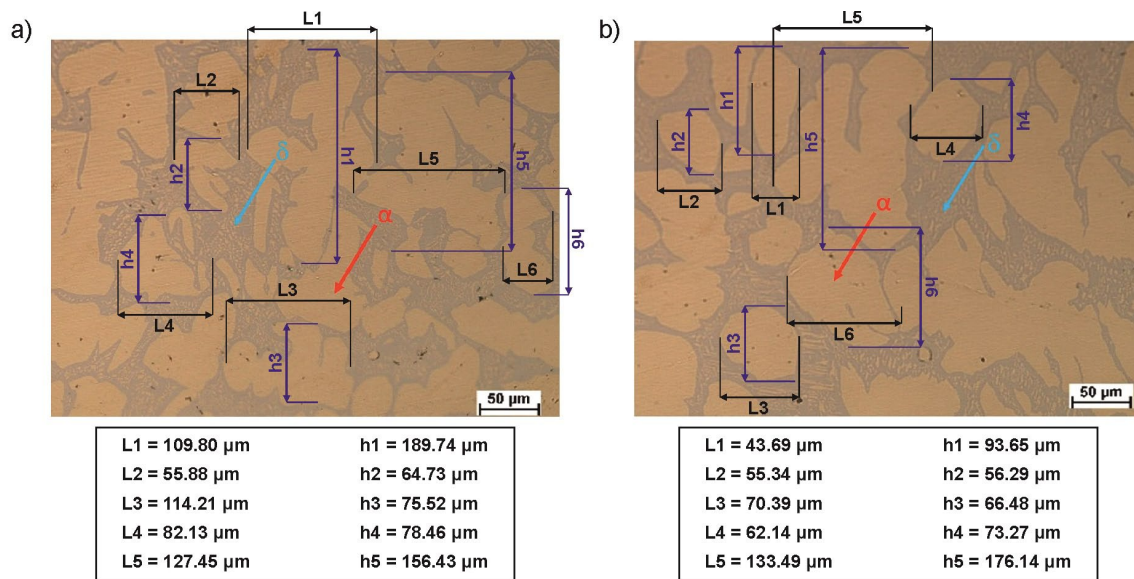 a)
L1
L2
h2
δ
h1
h5
L5
α
h4
h6
L6
L3
L4
h3
50 µm
L1 = 109.80 µm h1 = 189.74 µm
L2 = 55.88 µm h2 = 64.73 µm
L3 = 114.21 µm h3 = 75.52 µm
L4 = 82.13 µm h4 = 78.46 µm
L5 = 127.45 µm h5 = 156.43 µm
b)
L5
h1
h4
h2
h5
L4
δ
L2
L1
α
h6
L6
h3
L3
50 µm
L1 = 43.69 µm h1 = 93.65 µm
L2 = 55.34 µm h2 = 56.29 µm
L3 = 70.39 µm h3 = 66.48 µm
L4 = 62.14 µm h4 = 73.27 µm
L5 = 133.49 µm h5 = 176.14 µm